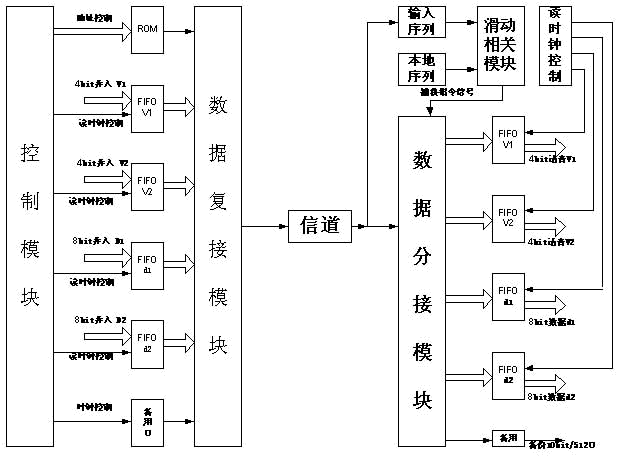 地址控制
ROM
4bit并入 V1
FIFO
V1
读时钟控制
4bit并入 V2
FIFO
V2
读时钟控制
8bit并入 D1
FIFO
d1
读时钟控制
8bit并入 D2
FIFO
d2
读时钟控制
时钟控制
备用
控制模块
数据复接模块
信道
输入
序列
本地
序列
滑动
相关
模块
读时钟控制
捕获指令信号
数据分接模块
FIFO
V1
4bit话音V1
FIFO
V2
4bit话音V2
FIFO
d1
8bit数据d1
FIFO
d2
8bit数据d2
备用